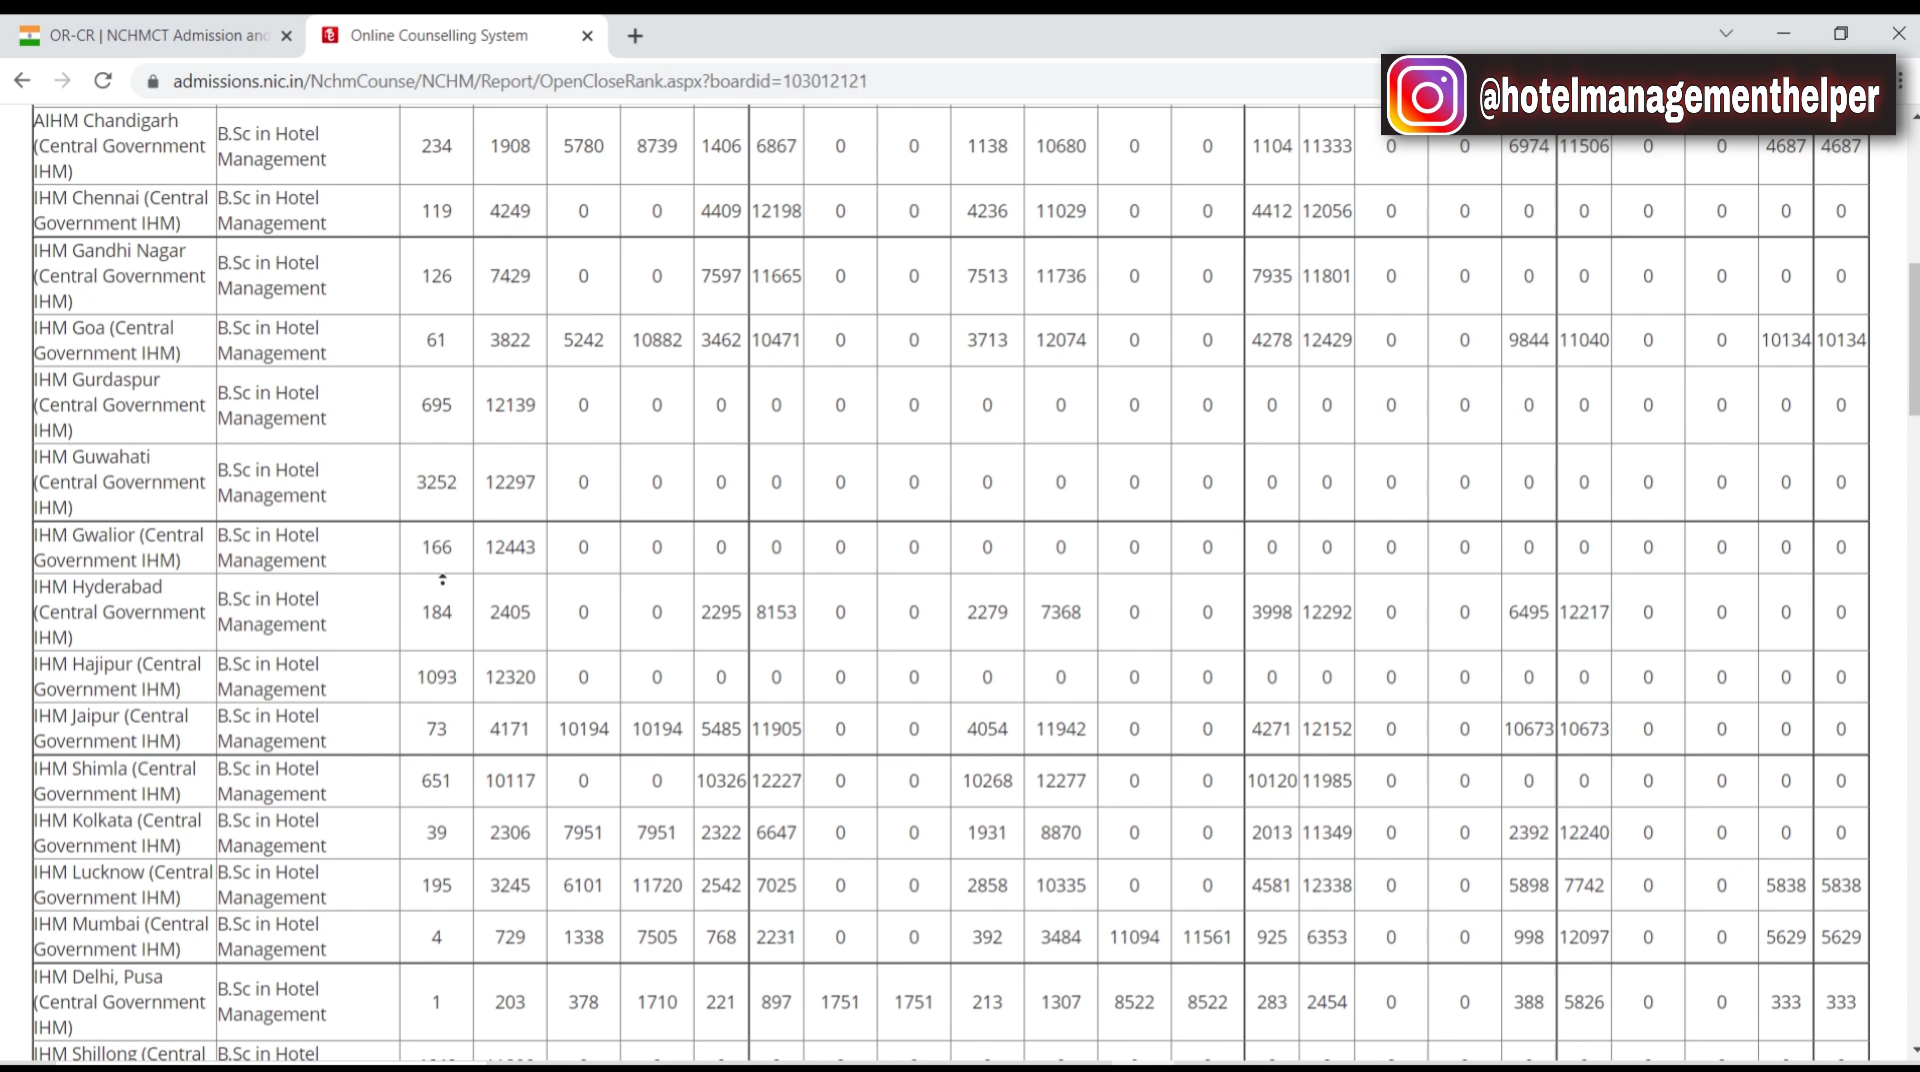 OR-CR | NCHMCT Admission and
Online Counselling System
admissions.nic.in/NchmCounse/NCHM/Report/OpenCloseRank.aspx?boardid=103012121
@hotelmanagementhelper
AIHM Chandigarh
(Central Government
IHM)
B.Sc in Hotel
Management
234 1908 5780 8739 1406 6867 0 0 1138 10680 0 0 1104 11333 0 0 6974 11506 0 0 4687 4687
IHM Chennai (Central
Government IHM)
B.Sc in Hotel
Management
119 4249 0 0 4409 12198 0 0 4236 11029 0 0 4412 12056 0 0 0 0 0 0 0 0
IHM Gandhi Nagar
(Central Government
IHM)
B.Sc in Hotel
Management
126 7429 0 0 7597 11665 0 0 7513 11736 0 0 7935 11801 0 0 0 0 0 0 0 0
IHM Goa (Central
Government IHM)
B.Sc in Hotel
Management
61 3822 5242 10882 3462 10471 0 0 3713 12074 0 0 4278 12429 0 0 9844 11040 0 0 10134 10134
IHM Gurdaspur
(Central Government
IHM)
B.Sc in Hotel
Management
695 12139 0 0 0 0 0 0 0 0 0 0 0 0 0 0 0 0 0 0 0 0
IHM Guwahati
(Central Government
IHM)
B.Sc in Hotel
Management
3252 12297 0 0 0 0 0 0 0 0 0 0 0 0 0 0 0 0 0 0 0 0
IHM Gwalior (Central
Government IHM)
B.Sc in Hotel
Management
166 12443 0 0 0 0 0 0 0 0 0 0 0 0 0 0 0 0 0 0 0 0
IHM Hyderabad
(Central Government
IHM)
B.Sc in Hotel
Management
184 2405 0 0 2295 8153 0 0 2279 7368 0 0 3998 12292 0 0 6495 12217 0 0 0 0
IHM Hajipur (Central
Government IHM)
B.Sc in Hotel
Management
1093 12320 0 0 0 0 0 0 0 0 0 0 0 0 0 0 0 0 0 0 0 0
IHM Jaipur (Central
Government IHM)
B.Sc in Hotel
Management
73 4171 10194 10194 5485 11905 0 0 4054 11942 0 0 4271 12152 0 0 10673 10673 0 0 0 0
IHM Shimla (Central
Government IHM)
B.Sc in Hotel
Management
651 10117 0 0 10326 12227 0 0 10268 12277 0 0 10120 11985 0 0 0 0 0 0 0 0
IHM Kolkata (Central
Government IHM)
B.Sc in Hotel
Management
39 2306 7951 7951 2322 6647 0 0 1931 8870 0 0 2013 11349 0 0 2392 12240 0 0 0 0
IHM Lucknow (Central
Government IHM)
B.Sc in Hotel
Management
195 3245 6101 11720 2542 7025 0 0 2858 10335 0 0 4581 12338 0 0 5898 7742 0 0 5838 5838
IHM Mumbai (Central
Government IHM)
B.Sc in Hotel
Management
4 729 1338 7505 768 2231 0 0 392 3484 11094 11561 925 6353 0 0 998 12097 0 0 5629 5629
IHM Delhi, Pusa
(Central Government
IHM)
B.Sc in Hotel
Management
1 203 378 1710 221 897 1751 1751 213 1307 8522 8522 283 2454 0 0 388 5826 0 0 333 333
IHM Shillong (Central
B.Sc in Hotel